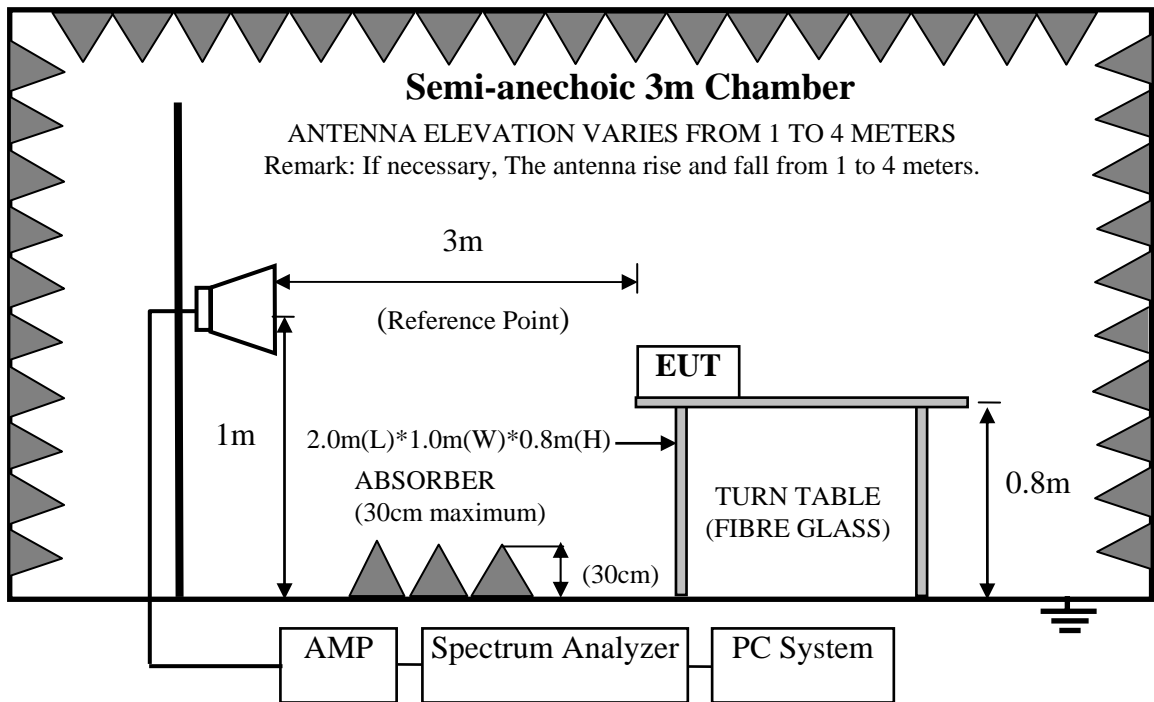 Semi-anechoic 3m Chamber
ANTENNA ELEVATION VARIES FROM 1 TO 4 METERS
Remark: If necessary, The antenna rise and fall from 1 to 4 meters.
3m
(Reference Point)
EUT
1m
2.0m(L)*1.0m(W)*0.8m(H)
ABSORBER
(30cm maximum)
TURN TABLE
(FIBRE GLASS)
0.8m
(30cm)
AMP
Spectrum Analyzer
PC System